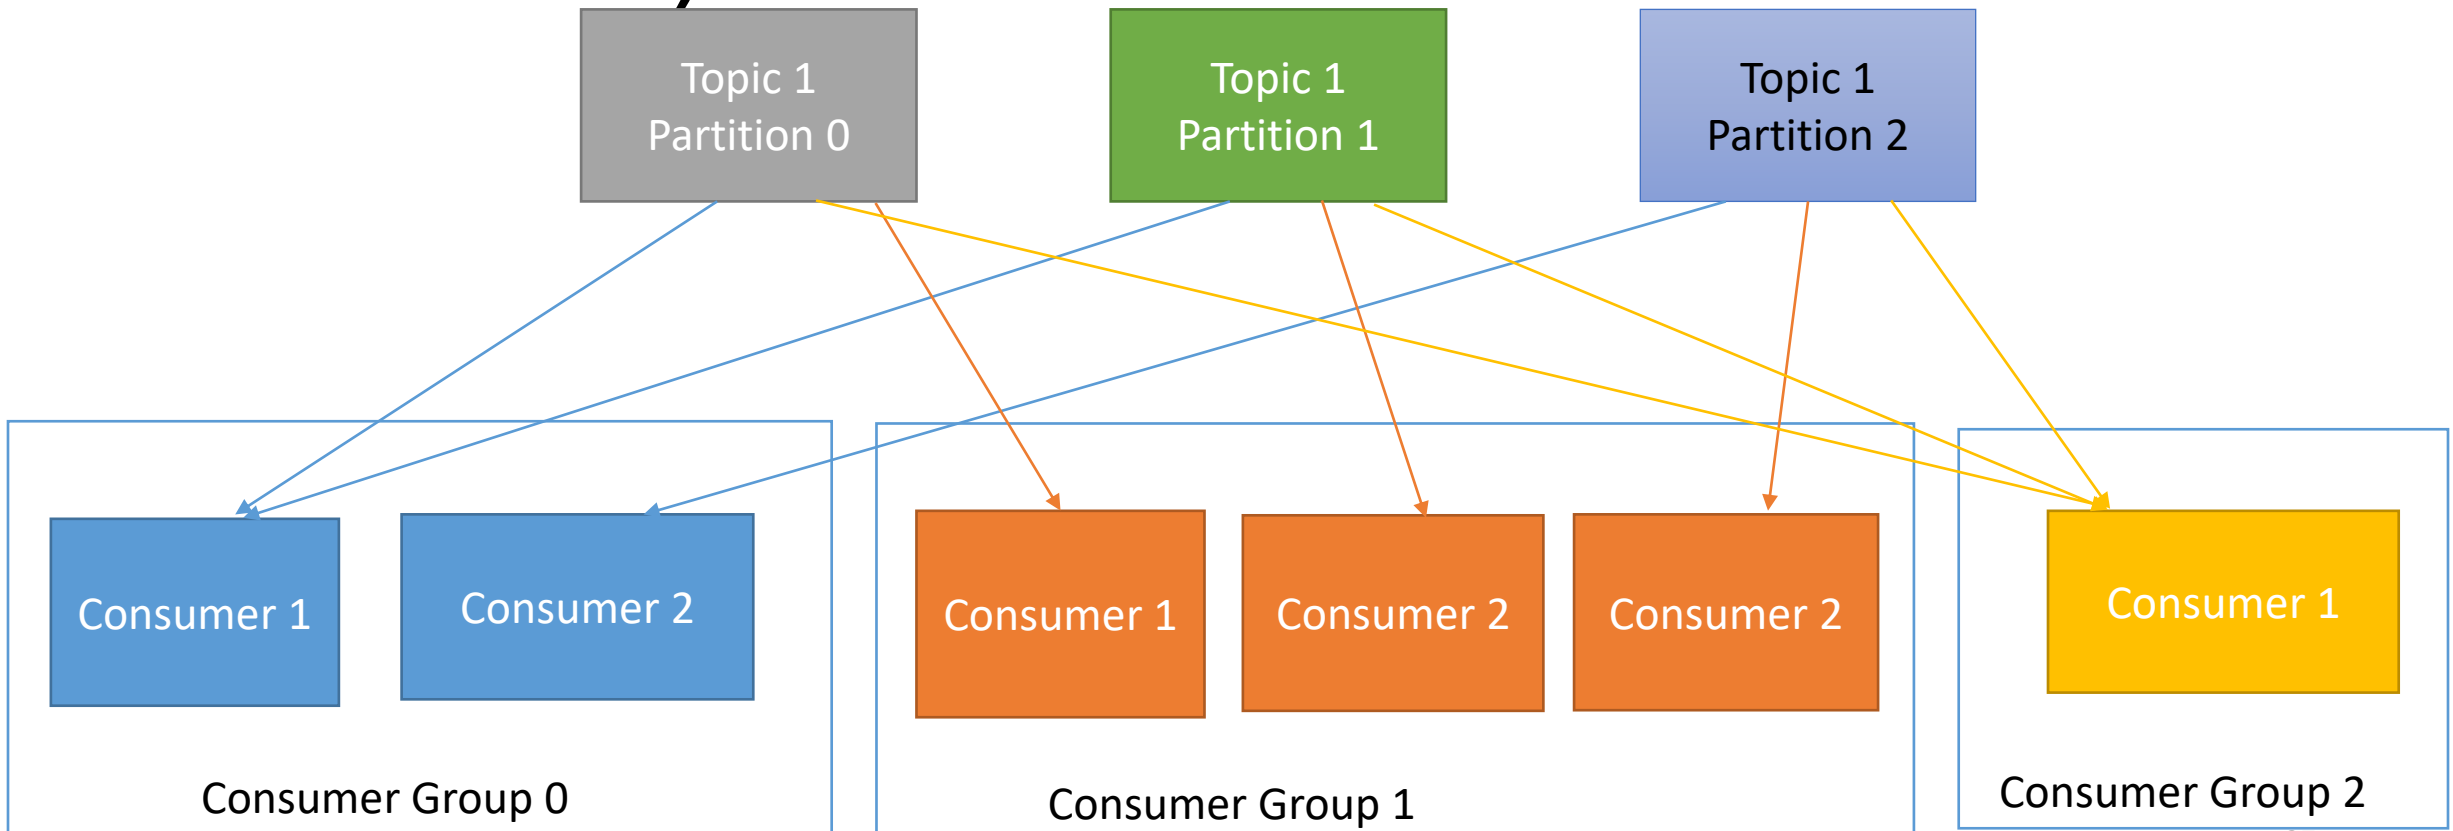 Topic 1
Partition 0
Topic 1
Partition 1
Topic 1
Partition 2
Consumer 1
Consumer 2
Consumer Group 0
Consumer 1
Consumer 2
Consumer 2
Consumer Group 1
Consumer 1
Consumer Group 2